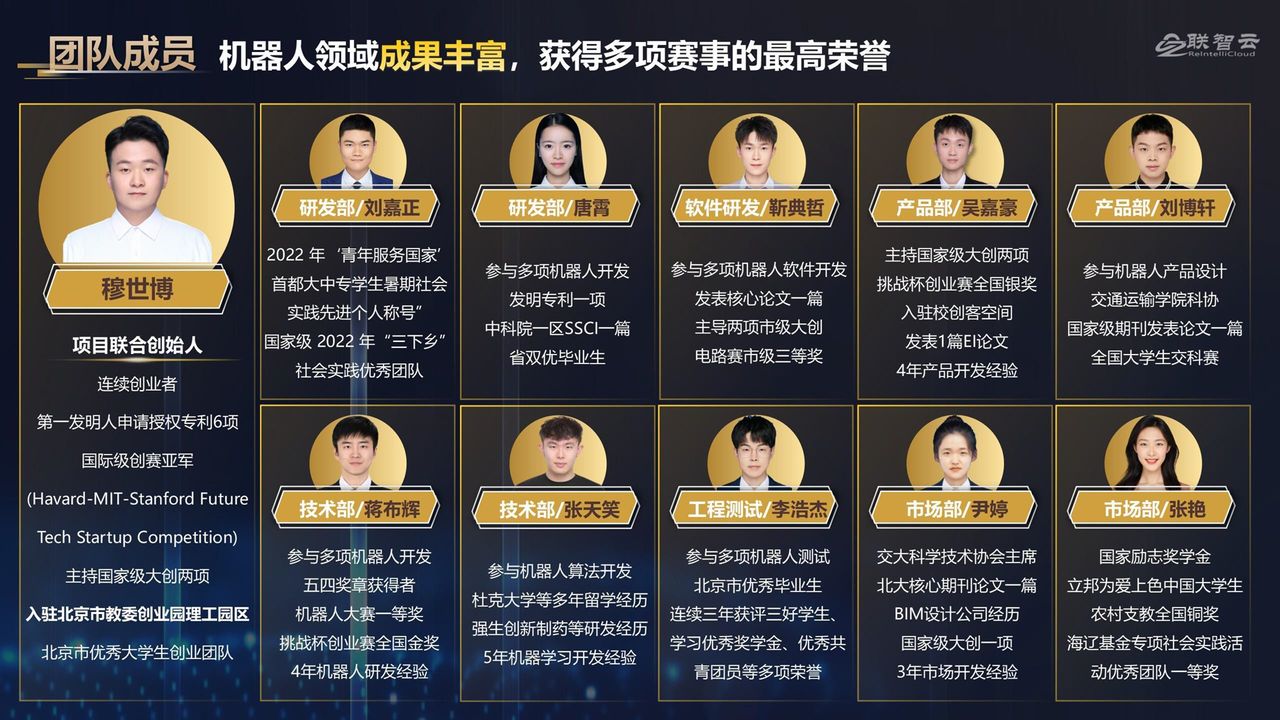 团队成员 机器人领域成果丰富，获得多项赛事的最高荣誉
联智云
ReIntelliCloud
穆世博
项目联合创始人
连续创业者
第一发明人申请授权专利6项
国际级创赛亚军
(Havard-MIT-Stanford Future
Tech Startup Competition)
主持国家级大创两项
入驻北京市教委创业园理工园区
北京市优秀大学生创业团队
研发部/刘嘉正
2022 年‘青年服务国家’
首都大中专学生暑期社会
实践先进个人称号”
国家级 2022 年“三下乡”
社会实践优秀团队
研发部/唐霄
参与多项机器人开发
发明专利一项
中科院一区SSCI一篇
省双优毕业生
软件研发/靳典哲
参与多项机器人软件开发
发表核心论文一篇
主导两项市级大创
电路赛市级三等奖
产品部/吴嘉豪
主持国家级大创两项
挑战杯创业赛全国银奖
入驻校创客空间
发表1篇EI论文
4年产品开发经验
产品部/刘博轩
参与机器人产品设计
交通运输学院科协
国家级期刊发表论文一篇
全国大学生交科赛
技术部/蒋布辉
参与多项机器人开发
五四奖章获得者
机器人大赛一等奖
挑战杯创业赛全国金奖
4年机器人研发经验
技术部/张天笑
参与机器人算法开发
杜克大学等多年留学经历
强生创新制药等研发经历
5年机器学习开发经验
工程测试/李浩杰
参与多项机器人测试
北京市优秀毕业生
连续三年获评三好学生、
学习优秀奖学金、优秀共
青团员等多项荣誉
市场部/尹婷
交大科学技术协会主席
北大核心期刊论文一篇
BIM设计公司经历
国家级大创一项
3年市场开发经验
市场部/张艳
国家励志奖学金
立邦为爱上色中国大学生
农村支教全国铜奖
海辽基金专项社会实践活
动优秀团队一等奖